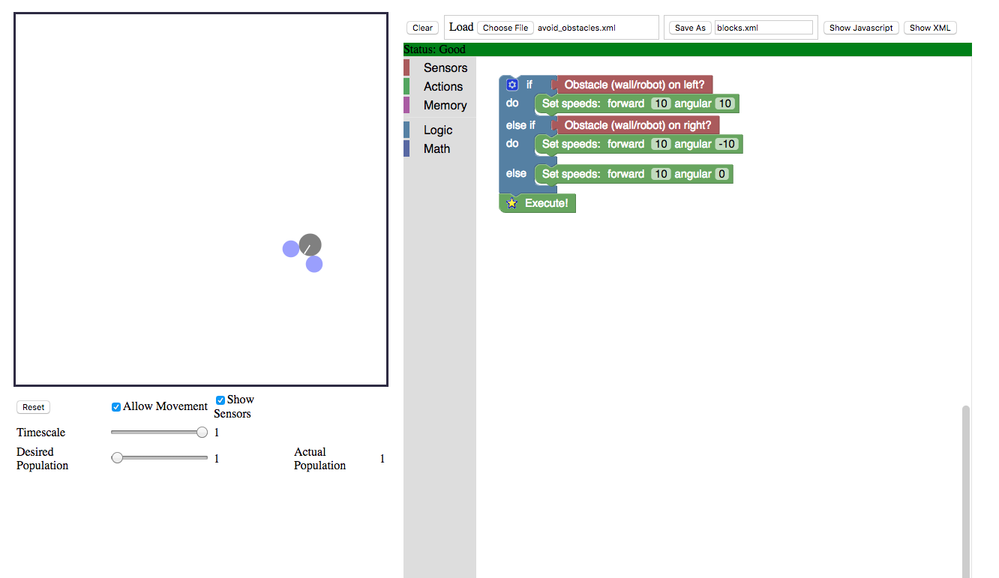 Clear Load Choose File avoid_obstacles.xml Save As blocks.xml Show Javascript Show XML
Status: Good
Sensors
Actions
Memory
Logic
Math
if Obstacle (wall/robot) on left?
do Set speeds: forward 10 angular 10
else if Obstacle (wall/robot) on right?
do Set speeds: forward 10 angular -10
else Set speeds: forward 10 angular 0
Execute!
Reset Allow Movement Show
Sensors
Timescale 1
Desired 1 Actual 1
Population Population